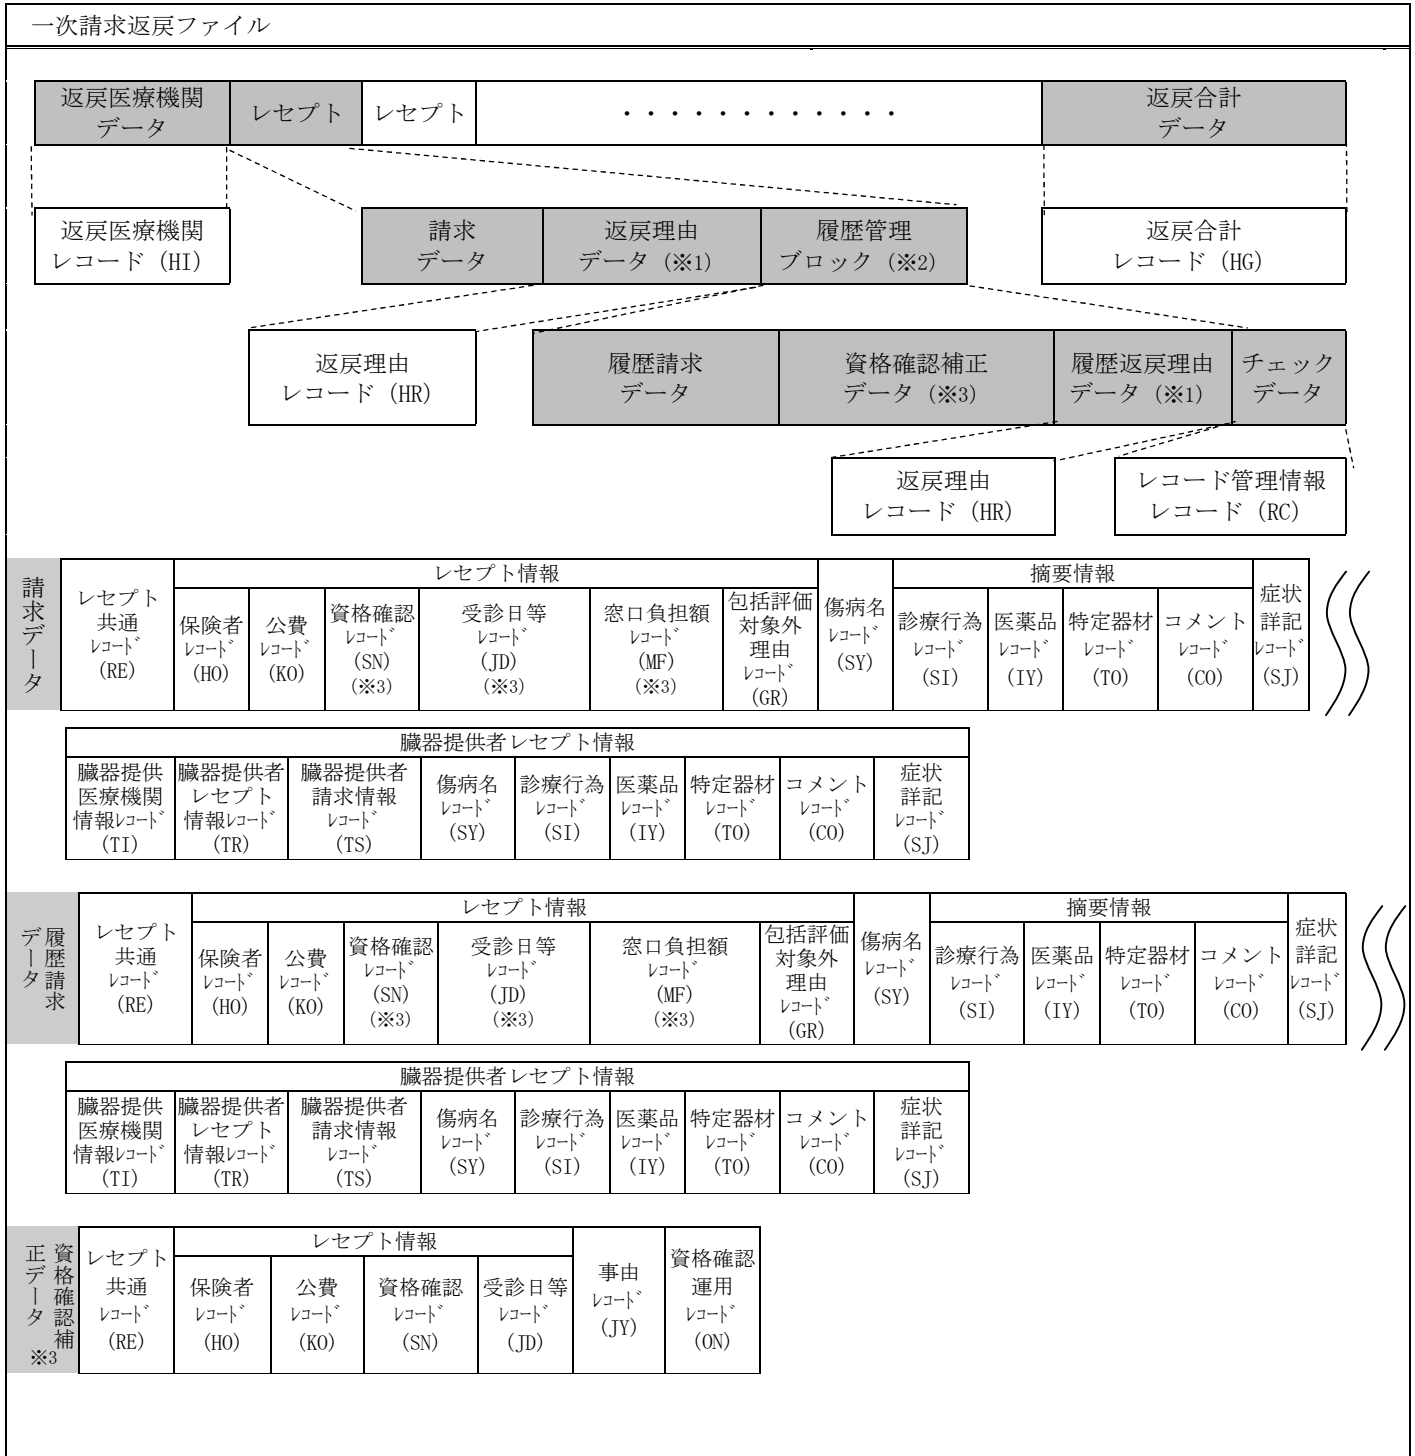 一次請求返戻ファイル
返戻医療機関
データ
レセプト
レセプト
・・・・・・・・・・・・
返戻合計
データ
返戻医療機関
レコード (HI)
請求
データ
返戻理由
データ (※1)
履歴管理
ブロック (※2)
返戻合計
レコード (HG)
返戻理由
レコード (HR)
履歴請求
データ
資格確認補正
データ (※3)
履歴返戻理由
データ (※1)
チェック
データ
返戻理由
レコード (HR)
レコード管理情報
レコード (RC)
請求データ
レセプト
共通
ﾚｺｰﾄﾞ
(RE)
レセプト情報
保険者
ﾚｺｰﾄﾞ
(HO)
公費
ﾚｺｰﾄﾞ
(KO)
資格確認
ﾚｺｰﾄﾞ
(SN)
(※3)
受診日等
ﾚｺｰﾄﾞ
(JD)
(※3)
窓口負担額
ﾚｺｰﾄﾞ
(MF)
(※3)
包括評価
対象外
理由
ﾚｺｰﾄﾞ
(GR)
傷病名
ﾚｺｰﾄﾞ
(SY)
摘要情報
診療行為
ﾚｺｰﾄﾞ
(SI)
医薬品
ﾚｺｰﾄﾞ
(IY)
特定器材
ﾚｺｰﾄﾞ
(TO)
コメント
ﾚｺｰﾄﾞ
(CO)
症状
詳記
ﾚｺｰﾄﾞ
(SJ)
臓器提供者レセプト情報
臓器提供
医療機関
情報ﾚｺｰﾄﾞ
(TI)
臓器提供者
レセプト
情報ﾚｺｰﾄﾞ
(TR)
臓器提供者
請求情報
ﾚｺｰﾄﾞ
(TS)
傷病名
ﾚｺｰﾄﾞ
(SY)
診療行為
ﾚｺｰﾄﾞ
(SI)
医薬品
ﾚｺｰﾄﾞ
(IY)
特定器材
ﾚｺｰﾄﾞ
(TO)
コメント
ﾚｺｰﾄﾞ
(CO)
症状
詳記
ﾚｺｰﾄﾞ
(SJ)
履歴請求
データ
レセプト
共通
ﾚｺｰﾄﾞ
(RE)
レセプト情報
保険者
ﾚｺｰﾄﾞ
(HO)
公費
ﾚｺｰﾄﾞ
(KO)
資格確認
ﾚｺｰﾄﾞ
(SN)
(※3)
受診日等
ﾚｺｰﾄﾞ
(JD)
(※3)
窓口負担額
ﾚｺｰﾄﾞ
(MF)
(※3)
包括評価
対象外
理由
ﾚｺｰﾄﾞ
(GR)
傷病名
ﾚｺｰﾄﾞ
(SY)
摘要情報
診療行為
ﾚｺｰﾄﾞ
(SI)
医薬品
ﾚｺｰﾄﾞ
(IY)
特定器材
ﾚｺｰﾄﾞ
(TO)
コメント
ﾚｺｰﾄﾞ
(CO)
症状
詳記
ﾚｺｰﾄﾞ
(SJ)
臓器提供者レセプト情報
臓器提供
医療機関
情報ﾚｺｰﾄﾞ
(TI)
臓器提供者
レセプト
情報ﾚｺｰﾄﾞ
(TR)
臓器提供者
請求情報
ﾚｺｰﾄﾞ
(TS)
傷病名
ﾚｺｰﾄﾞ
(SY)
診療行為
ﾚｺｰﾄﾞ
(SI)
医薬品
ﾚｺｰﾄﾞ
(IY)
特定器材
ﾚｺｰﾄﾞ
(TO)
コメント
ﾚｺｰﾄﾞ
(CO)
症状
詳記
ﾚｺｰﾄﾞ
(SJ)
資格確認補
正データ
※3
レセプト
共通
ﾚｺｰﾄﾞ
(RE)
レセプト情報
保険者
ﾚｺｰﾄﾞ
(HO)
公費
ﾚｺｰﾄﾞ
(KO)
資格確認
ﾚｺｰﾄﾞ
(SN)
受診日等
ﾚｺｰﾄﾞ
(JD)
事由
ﾚｺｰﾄﾞ
(JY)
資格確認
運用
ﾚｺｰﾄﾞ
(ON)